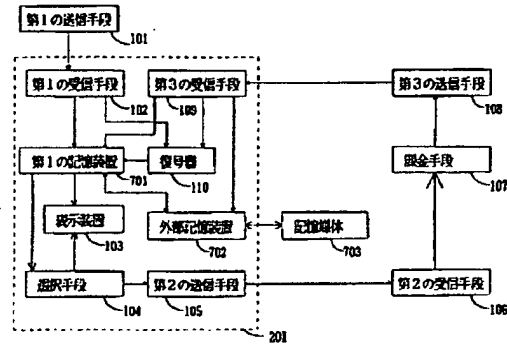 第1の送信手段
101
第1の受信手段
102
第3の受信手段
109
第3の送信手段
108
第1の記憶装置
701
復号器
110
課金手段
107
表示装置
103
外部記憶装置
702
記憶媒体
703
選択手段
104
第2の送信手段
105
第2の受信手段
106
201